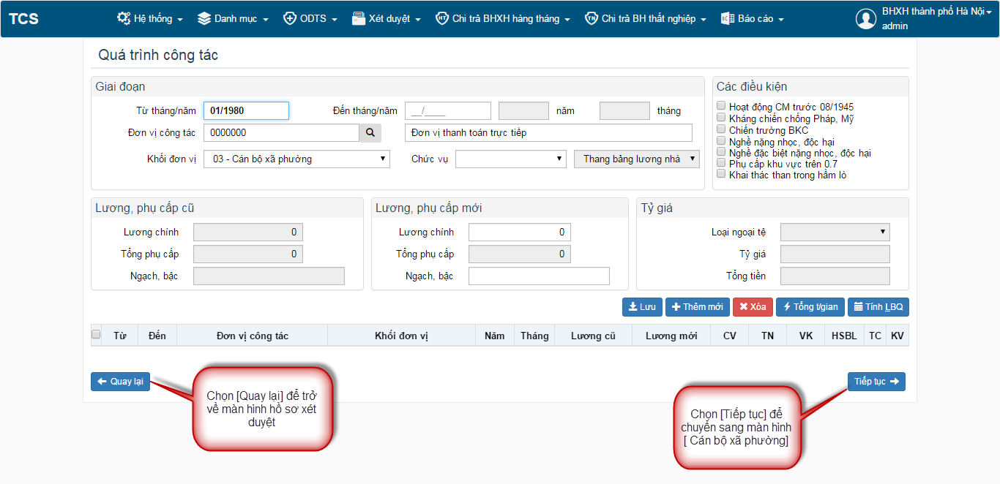 TCS
Hệ thống
Danh mục
ODTS
Xét duyệt
Chi trả BHXH hàng tháng
Chi trả BH thất nghiệp
Báo cáo
BHXH thành phố Hà Nội
admin
Quá trình công tác
Giai đoạn
Từ tháng/năm 01/1980 Đến tháng/năm __/____ năm tháng
Đơn vị công tác 0000000 Đơn vị thanh toán trực tiếp
Khối đơn vị 03 - Cán bộ xã phường Chức vụ Thang bảng lương nhà
Các điều kiện
Hoạt động CM trước 08/1945
Kháng chiến chống Pháp, Mỹ
Chiến trường BKC
Nghề nặng nhọc, độc hại
Nghề đặc biệt nặng nhọc, độc hại
Phụ cấp khu vực trên 0.7
Khai thác than trong hầm lò
Lương, phụ cấp cũ
Lương chính 0
Tổng phụ cấp 0
Ngạch, bậc
Lương, phụ cấp mới
Lương chính 0
Tổng phụ cấp 0
Ngạch, bậc
Tỷ giá
Loại ngoại tệ
Tỷ giá
Tổng tiền
Lưu Thêm mới Xóa Tổng t/gian Tính LBQ
Từ Đến Đơn vị công tác Khối đơn vị Năm Tháng Lương cũ Lương mới CV TN VK HSBL TC KV
Quay lại
Chọn [Quay lại] để trở
về màn hình hồ sơ xét
duyệt
Tiếp tục
Chọn [Tiếp tục] để
chuyển sang màn hình
[ Cán bộ xã phường]